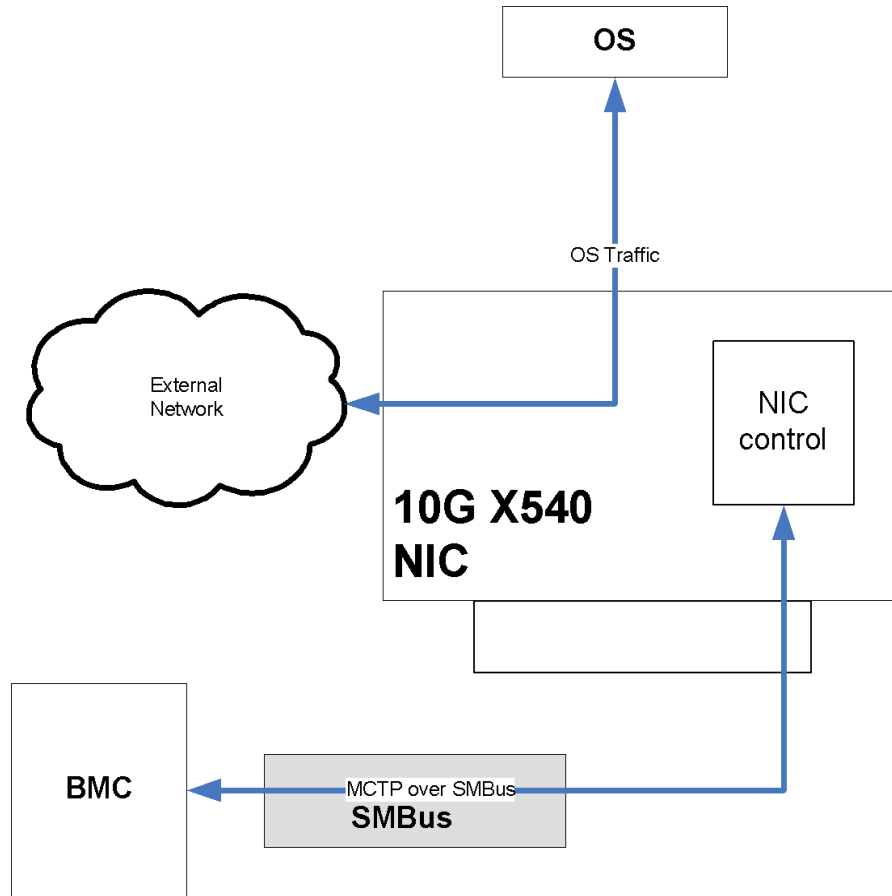 OS
OS Traffic
External
Network
NIC
control
10G X540
NIC
BMC
MCTP over SMBus
SMBus